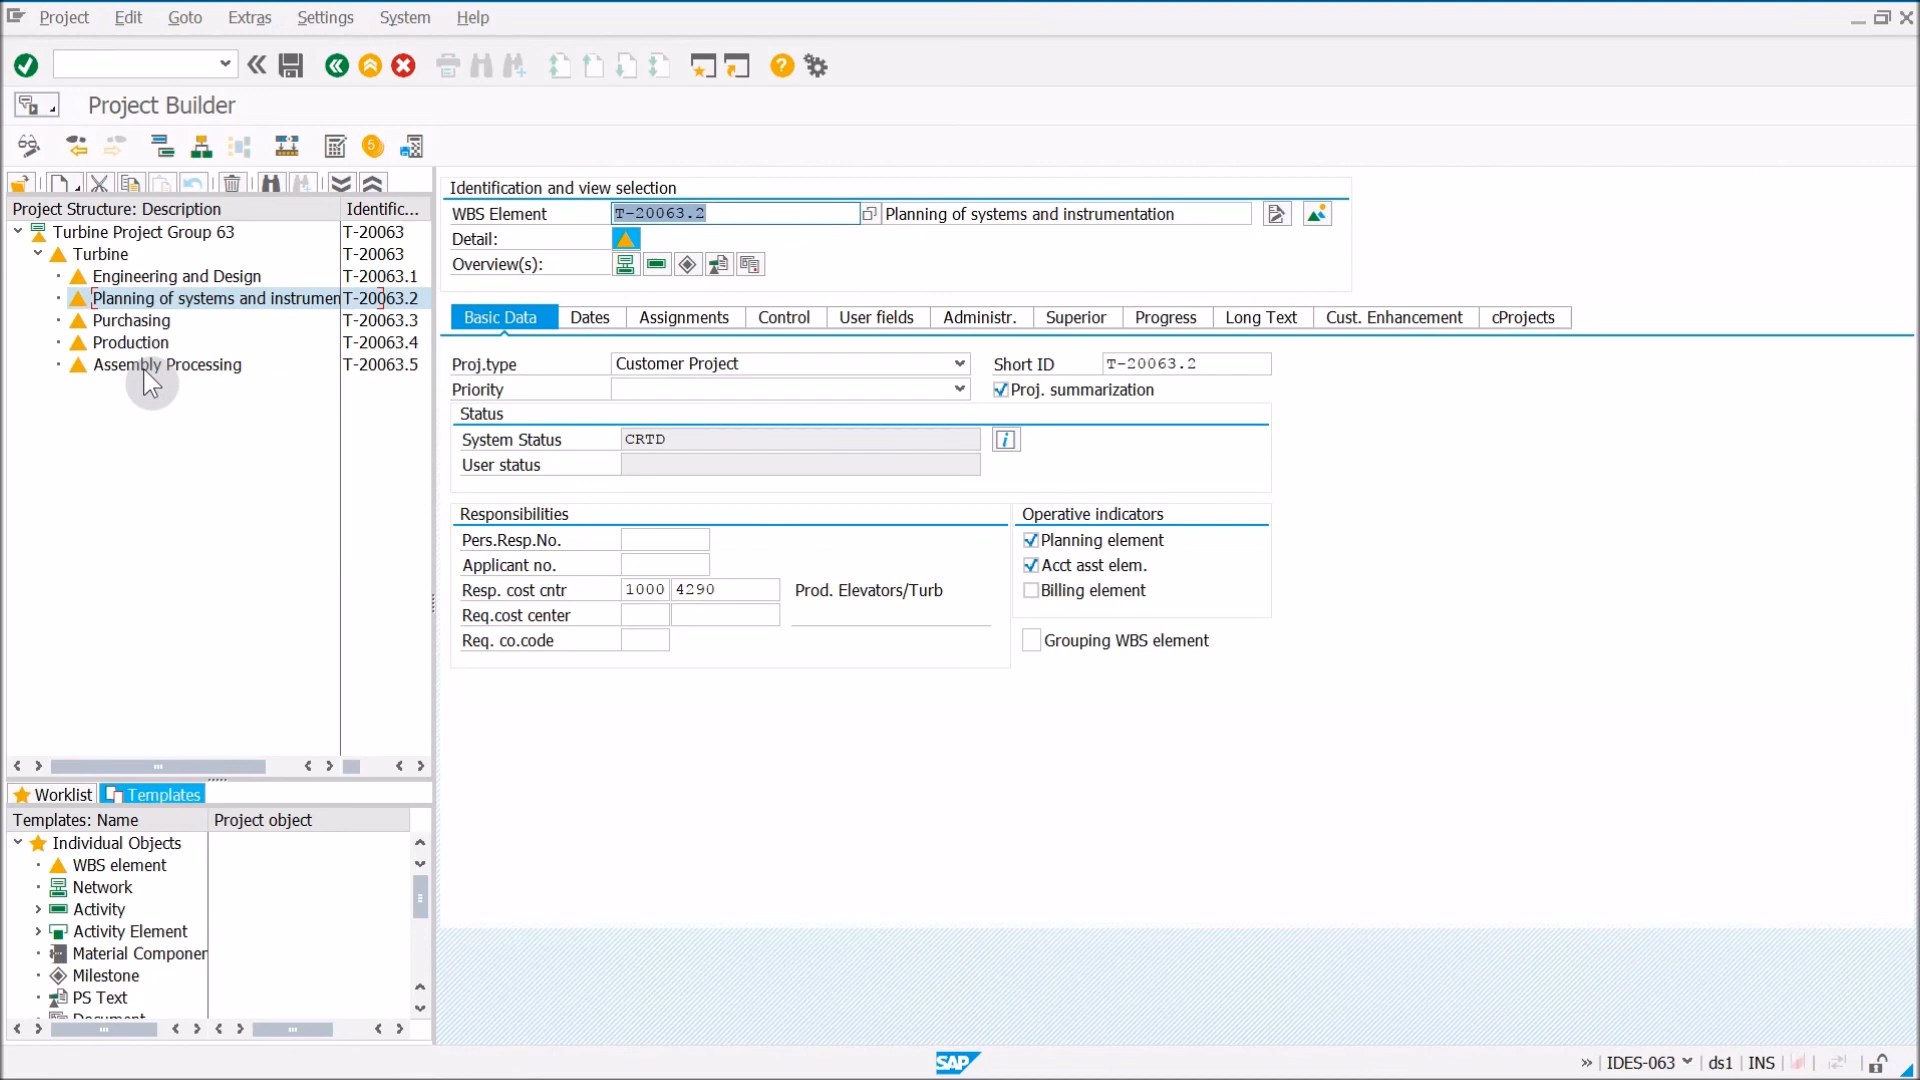 Project Edit Goto Extras Settings System Help
Project Builder
5
Project Structure: Description Identific...
Turbine Project Group 63 T-20063
Turbine T-20063
Engineering and Design T-20063.1
Planning of systems and instrumen T-20063.2
Purchasing T-20063.3
Production T-20063.4
Assembly Processing T-20063.5
Worklist Templates
Templates: Name Project object
Individual Objects
WBS element
Network
Activity
Activity Element
Material Componer
Milestone
PS Text
Identification and view selection
WBS Element T-20063.2 Planning of systems and instrumentation
Detail:
Overview(s):
Basic Data Dates Assignments Control User fields Administr. Superior Progress Long Text Cust. Enhancement cProjects
Proj.type Customer Project Short ID T-20063.2
Priority Proj. summarization
Status
System Status CRTD
User status
Responsibilities Operative indicators
Pers.Resp.No. Planning element
Applicant no. Acct asst elem.
Resp. cost cntr 1000 4290 Prod. Elevators/Turb Billing element
Req.cost center
Req. co.code Grouping WBS element
SAP IDES-063 ds1 INS